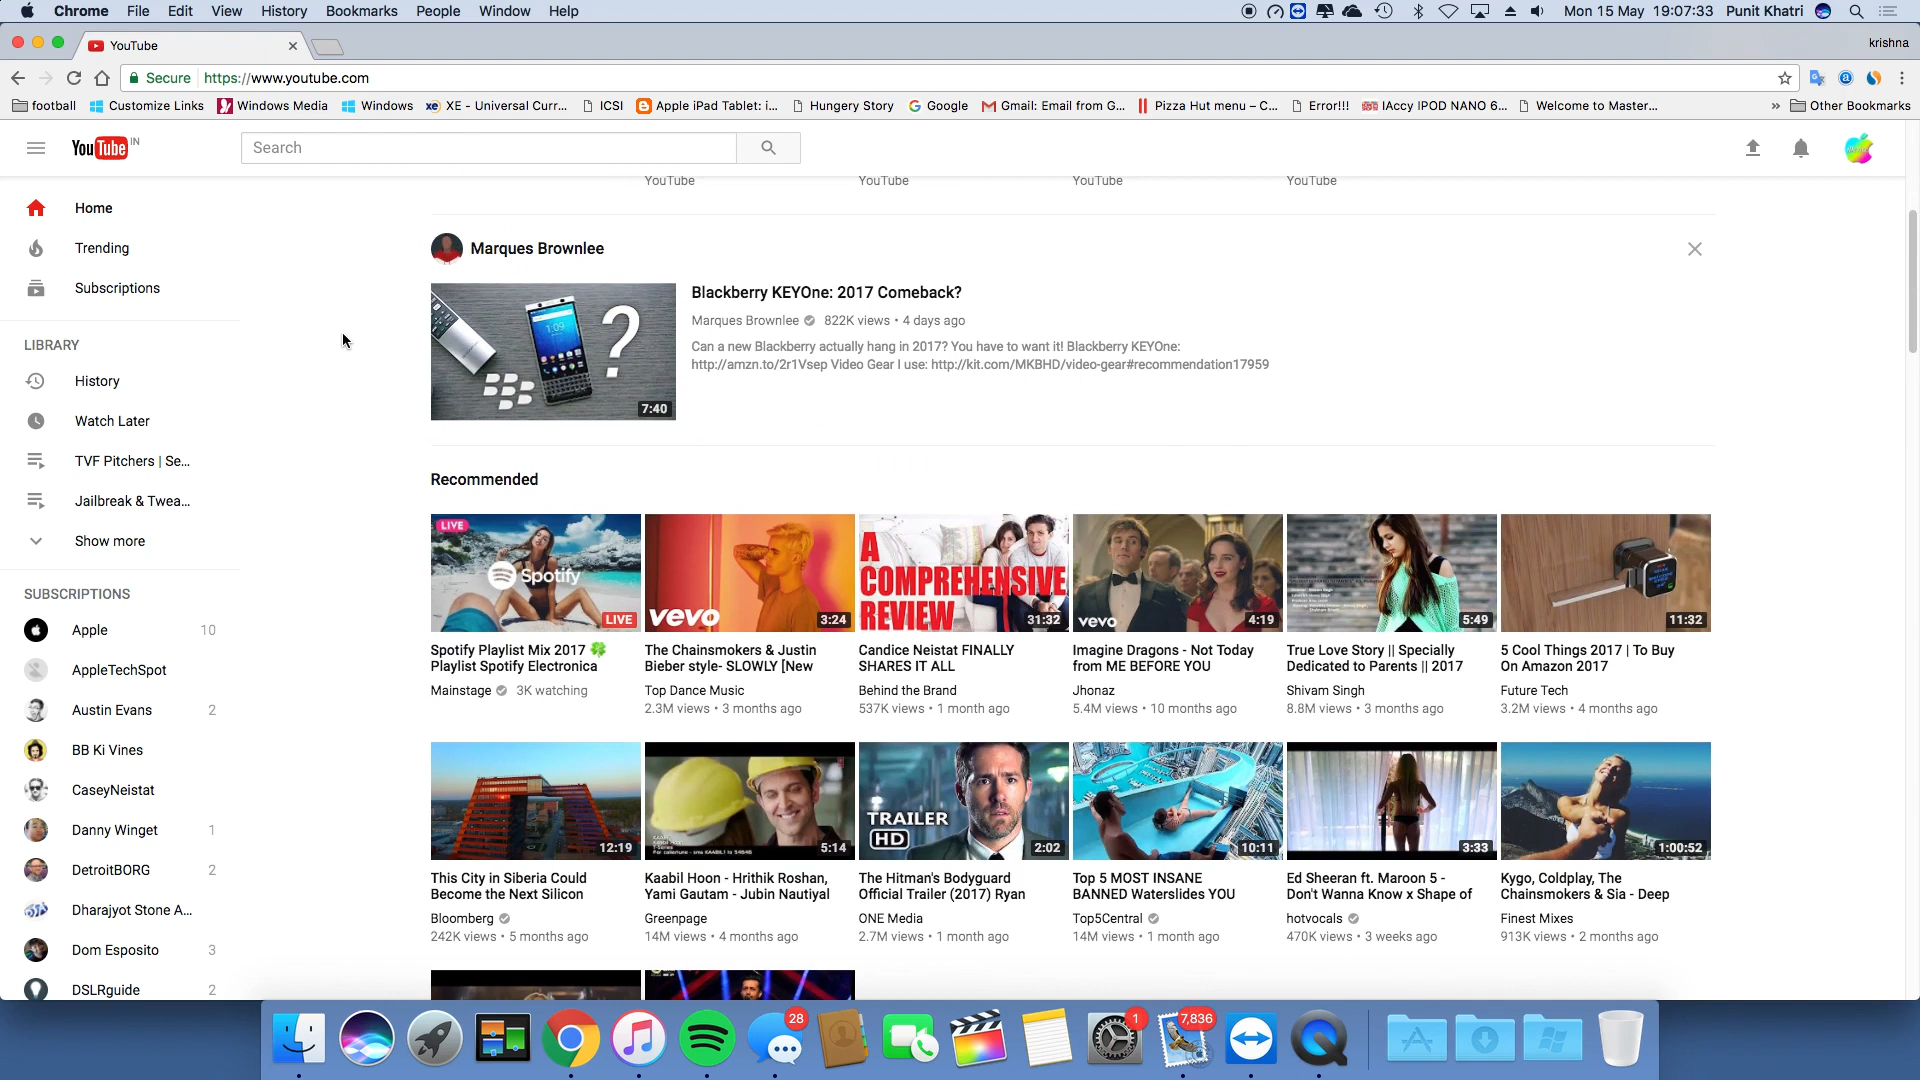 Chrome File Edit View History Bookmarks People Window Help Mon 15 May 19:07:33 Punit Khatri
YouTube
krishna
Secure https://www.youtube.com
football Customize Links Windows Media Windows XE - Universal Curr... ICSI Apple iPad Tablet: i... Hungery Story Google Gmail: Email from G... Pizza Hut menu – C... Error!!! IAccy IPOD NANO 6... Welcome to Master... » Other Bookmarks
YouTube IN
Search
YouTube YouTube YouTube YouTube
Home
Trending
Subscriptions
LIBRARY
History
Watch Later
TVF Pitchers | Se...
Jailbreak & Twea...
Show more
SUBSCRIPTIONS
Apple 10
AppleTechSpot
Austin Evans 2
BB Ki Vines
CaseyNeistat
Danny Winget 1
DetroitBORG 2
Dharajyot Stone A...
Dom Esposito 3
DSLRguide 2
Marques Brownlee
1:09
?
7:40
Blackberry KEYOne: 2017 Comeback?
Marques Brownlee 822K views • 4 days ago
Can a new Blackberry actually hang in 2017? You have to want it! Blackberry KEYOne:
http://amzn.to/2r1Vsep Video Gear I use: http://kit.com/MKBHD/video-gear#recommendation17959
Recommended
LIVE
Spotify
LIVE
Spotify Playlist Mix 2017 🍀
Playlist Spotify Electronica
Mainstage 3K watching
vevo
3:24
The Chainsmokers & Justin
Bieber style- SLOWLY [New
Top Dance Music
2.3M views • 3 months ago
A
COMPREHENSIVE
REVIEW
31:32
Candice Neistat FINALLY
SHARES IT ALL
Behind the Brand
537K views • 1 month ago
vevo
4:19
Imagine Dragons - Not Today
from ME BEFORE YOU
Jhonaz
5.4M views • 10 months ago
5:49
True Love Story || Specially
Dedicated to Parents || 2017
Shivam Singh
8.8M views • 3 months ago
11:32
5 Cool Things 2017 | To Buy
On Amazon 2017
Future Tech
3.2M views • 4 months ago
12:19
This City in Siberia Could
Become the Next Silicon
Bloomberg
242K views • 5 months ago
5:14
Kaabil Hoon - Hrithik Roshan,
Yami Gautam - Jubin Nautiyal
Greenpage
14M views • 4 months ago
TRAILER
HD
2:02
The Hitman's Bodyguard
Official Trailer (2017) Ryan
ONE Media
2.7M views • 1 month ago
10:11
Top 5 MOST INSANE
BANNED Waterslides YOU
Top5Central
14M views • 1 month ago
3:33
Ed Sheeran ft. Maroon 5 -
Don't Wanna Know x Shape of
hotvocals
470K views • 3 weeks ago
1:00:52
Kygo, Coldplay, The
Chainsmokers & Sia - Deep
Finest Mixes
913K views • 2 months ago
28
1
7,836